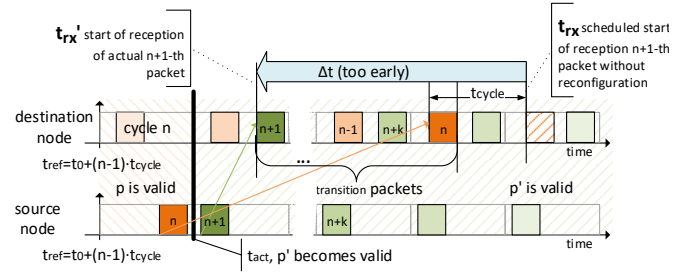 trx' start of reception
of actual n+1-th
packet
trx scheduled start
of reception n+1-th
packet without
reconfiguration
Δt (too early)
tcycle
destination
node
cycle n
n+1
n-1
n+k
n
time
tref=t0+(n-1)·tcycle
...
p is valid
transition packets
p' is valid
source
node
n
n+1
n+k
time
tref=t0+(n-1)·tcycle
tact, p' becomes valid